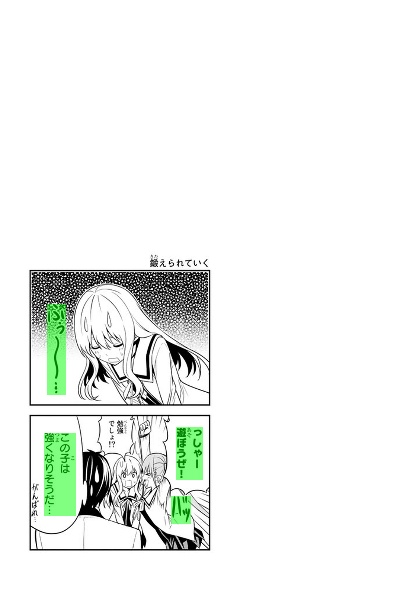 鍛えられていく
ふぅ〜〜…
っしゃー
遊ぼうぜ！
バッ
勉強
でしょ!?
この子は
強くなりそうだ…
がんばれ…